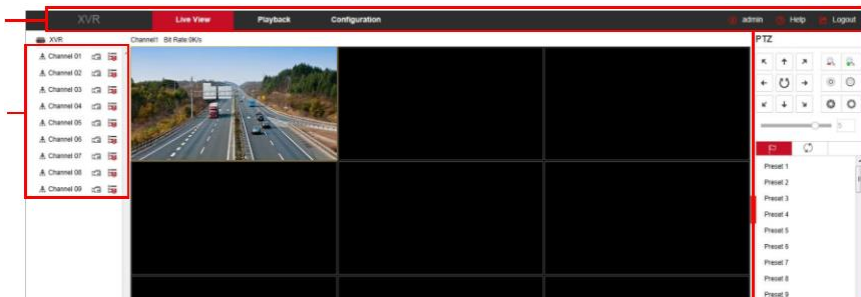 XVR Live View Playback Configuration admin Help Logout
XVR
Channel1 Bit Rate:0K/s
PTZ
Channel 01
Channel 02
Channel 03
Channel 04
Channel 05
Channel 06
Channel 07
Channel 08
Channel 09
5
Preset 1
Preset 2
Preset 3
Preset 4
Preset 5
Preset 6
Preset 7
Preset 8
Preset 9